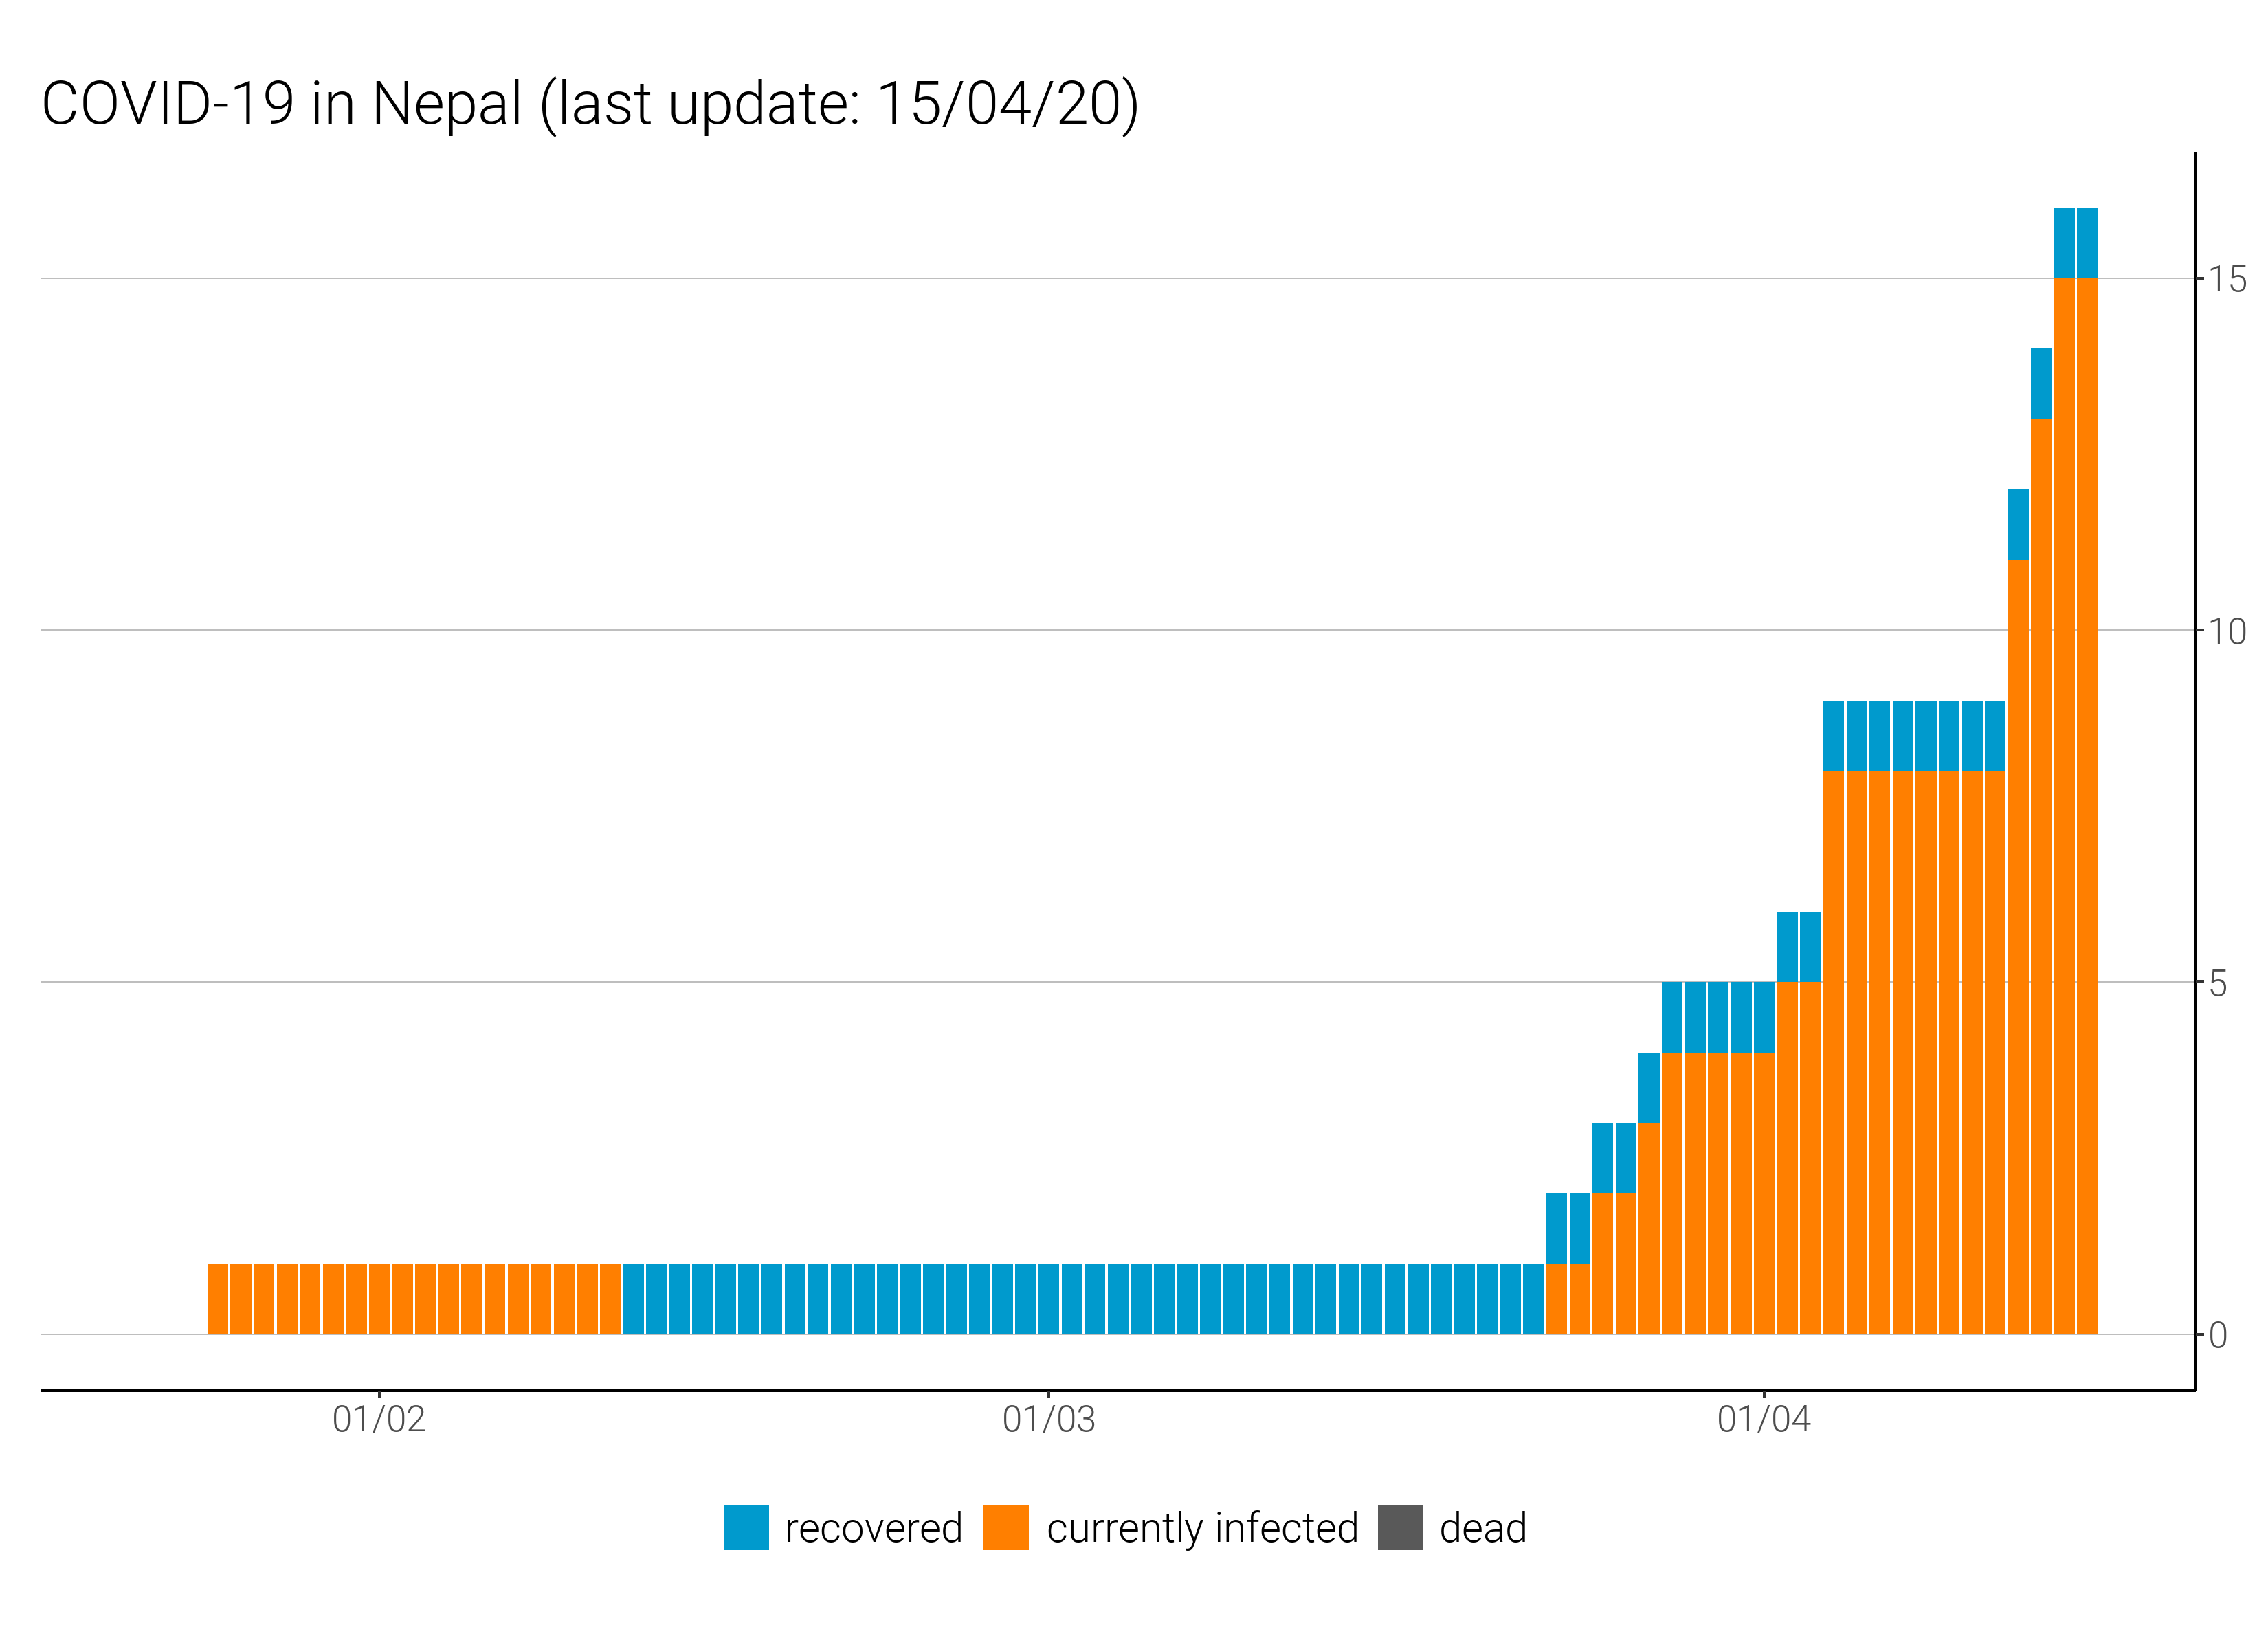 COVID-19 in Nepal (last update: 15/04/20)
15
10
5
0
01/02 01/03 01/04
recovered currently infected dead